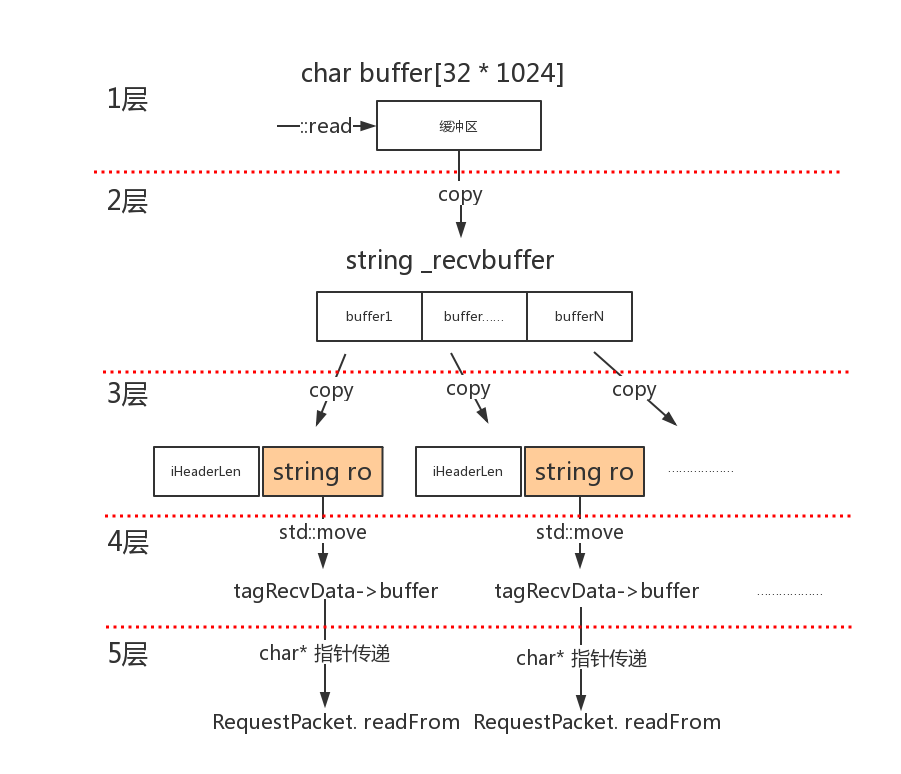 char buffer[32 * 1024]
1层
::read
缓冲区
2层
copy
string _recvbuffer
buffer1
buffer……
bufferN
3层
copy
copy
copy
iHeaderLen
string ro
iHeaderLen
string ro
………………
4层
std::move
std::move
tagRecvData->buffer
tagRecvData->buffer
………………
5层
char* 指针传递
char* 指针传递
RequestPacket. readFrom
RequestPacket. readFrom